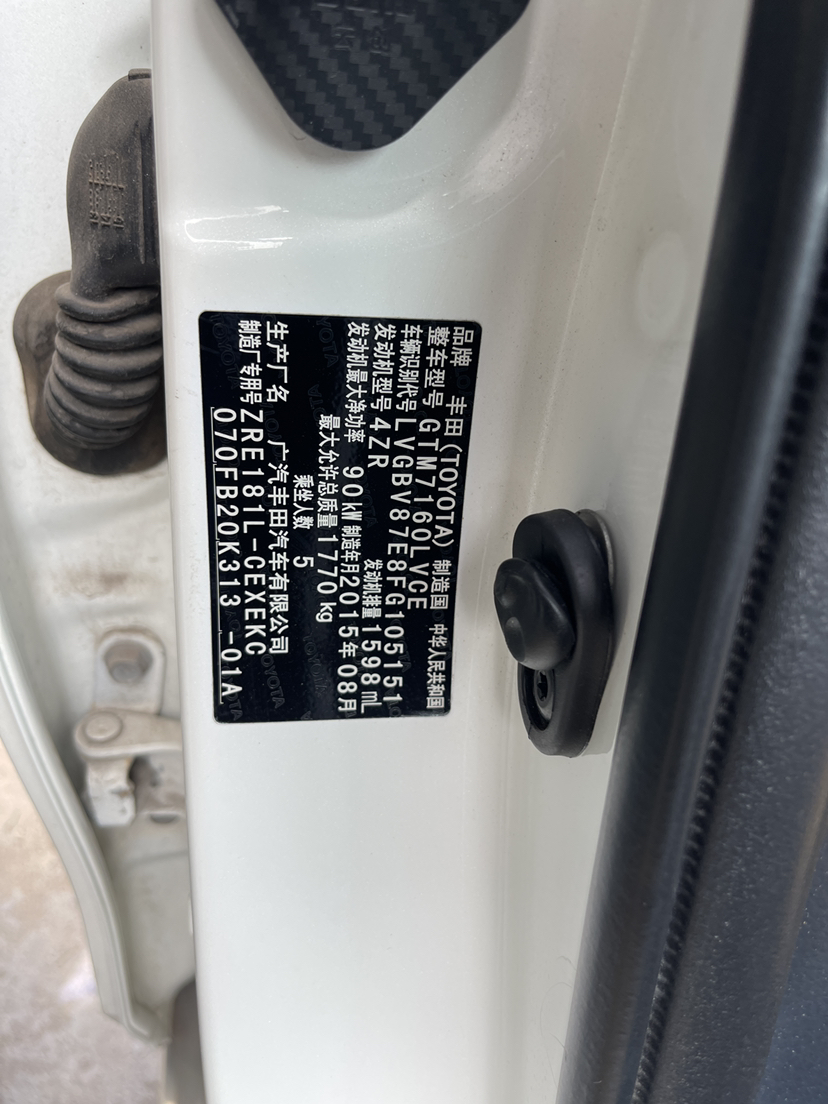 品牌 丰田(TOYOTA) 制造国 中华人民共和国
整车型号 GTM7160LVCE
车辆识别代号 LVGBV87E8FG105151
发动机型号 4ZR 发动机排量 1598mL
发动机最大净功率 90kW 制造年月 2015年08月
最大允许总质量 1770kg
乘坐人数 5
生产厂名 广汽丰田汽车有限公司
制造厂专用号 ZRE181L-CEXEKC
070FB20K313 -01A